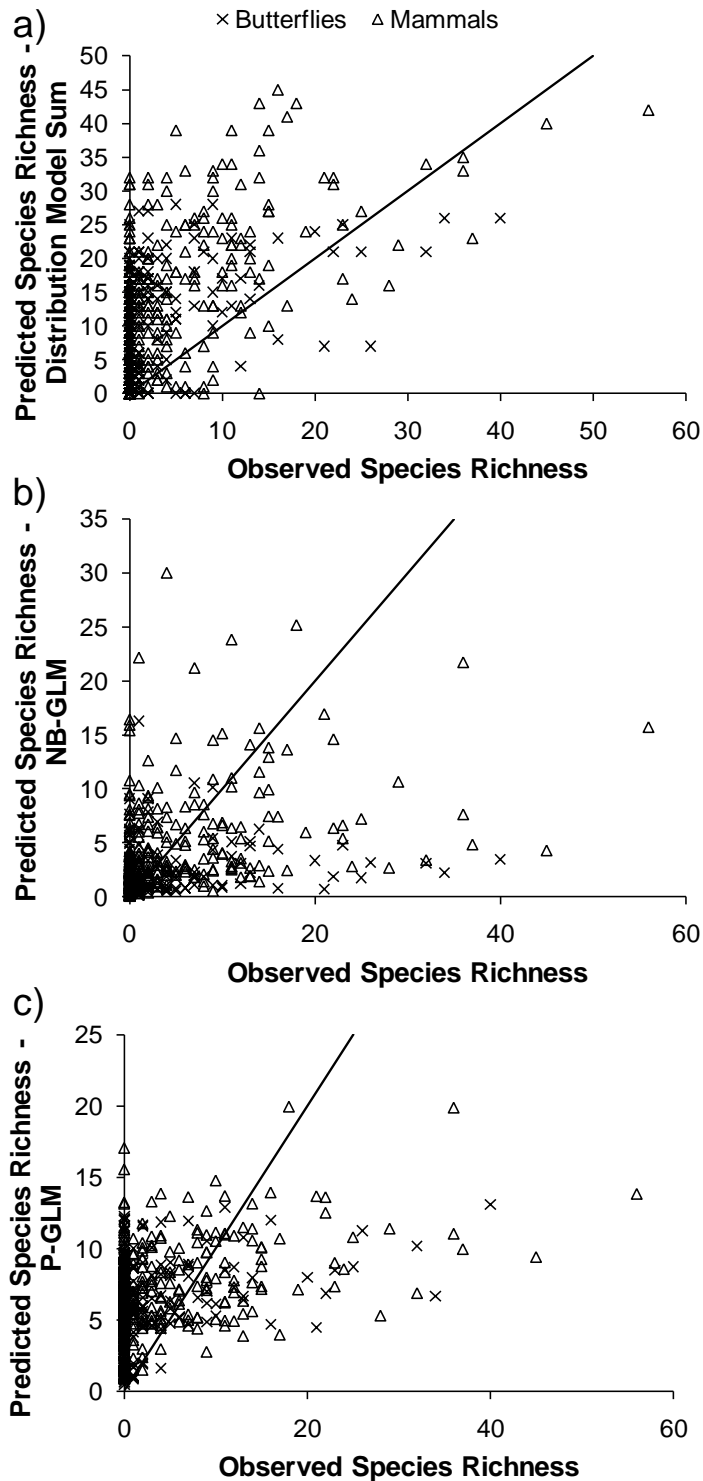 a)
× Butterflies △ Mammals
Predicted Species Richness -
Distribution Model Sum
50
45
40
35
30
25
20
15
10
5
0
0 10 20 30 40 50 60
Observed Species Richness
b)
Predicted Species Richness -
NB-GLM
35
30
25
20
15
10
5
0
0 20 40 60
Observed Species Richness
c)
Predicted Species Richness -
P-GLM
25
20
15
10
5
0
0 20 40 60
Observed Species Richness